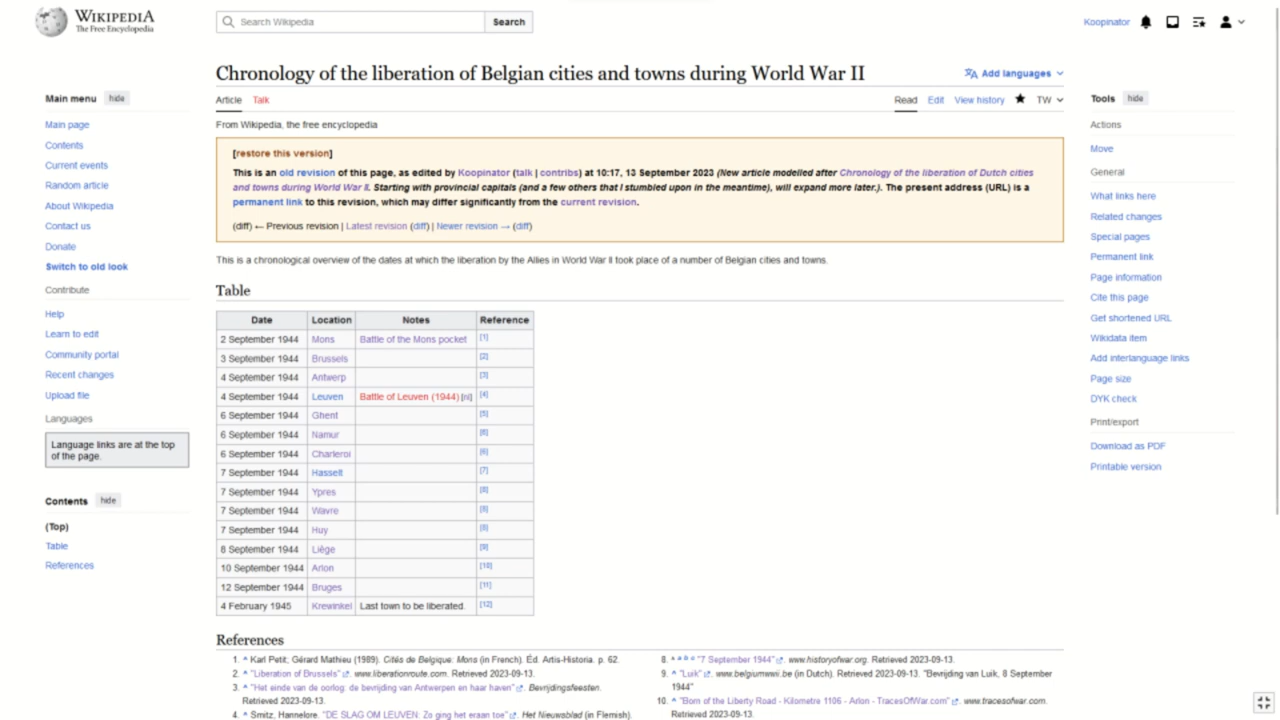 WIKIPEDIA
The Free Encyclopedia
Search Wikipedia
Search
Koopinator
Chronology of the liberation of Belgian cities and towns during World War II
Add languages
Main menu hide
Article Talk
Read Edit View history TW
Tools hide
From Wikipedia, the free encyclopedia
Main page
Contents
Current events
Random article
About Wikipedia
Contact us
Donate
Switch to old look
Contribute
Help
Learn to edit
Community portal
Recent changes
Upload file
Languages
Language links are at the top
of the page.
Contents hide
(Top)
Table
References
[restore this version]
This is an old revision of this page, as edited by Koopinator (talk | contribs) at 10:17, 13 September 2023 (New article modelled after Chronology of the liberation of Dutch cities
and towns during World War II. Starting with provincial capitals (and a few others that I stumbled upon in the meantime), will expand more later.). The present address (URL) is a
permanent link to this revision, which may differ significantly from the current revision.
(diff) ← Previous revision | Latest revision (diff) | Newer revision → (diff)
This is a chronological overview of the dates at which the liberation by the Allies in World War II took place of a number of Belgian cities and towns.
Table
Date Location Notes Reference
2 September 1944 Mons Battle of the Mons pocket [1]
3 September 1944 Brussels [2]
4 September 1944 Antwerp [3]
4 September 1944 Leuven Battle of Leuven (1944) [nl] [4]
6 September 1944 Ghent [5]
6 September 1944 Namur [6]
6 September 1944 Charleroi [6]
7 September 1944 Hasselt [7]
7 September 1944 Ypres [8]
7 September 1944 Wavre [8]
7 September 1944 Huy [8]
8 September 1944 Liège [9]
10 September 1944 Arlon [10]
12 September 1944 Bruges [11]
4 February 1945 Krewinkel Last town to be liberated. [12]
References
1. ^ Karl Petit; Gérard Mathieu (1989). Cités de Belgique: Mons (in French). Éd. Artis-Historia. p. 62.
2. ^ "Liberation of Brussels". www.liberationroute.com. Retrieved 2023-09-13.
3. ^ "Het einde van de oorlog: de bevrijding van Antwerpen en haar haven". Bevrijdingsfeesten.
Retrieved 2023-09-13.
4. ^ Smitz, Hannelore. "DE SLAG OM LEUVEN: Zo ging het eraan toe". Het Nieuwsblad (in Flemish).
8. ^ "7 September 1944". www.historyofwar.org. Retrieved 2023-09-13.
9. ^ "Luik". www.belgiumwwii.be (in Dutch). Retrieved 2023-09-13. "Bevrijding van Luik, 8 September
1944"
10. ^ "Born of the Liberty Road - Kilometre 1106 - Arlon - TracesOfWar.com". www.tracesofwar.com.
Retrieved 2023-09-13.
Actions
Move
General
What links here
Related changes
Special pages
Permanent link
Page information
Cite this page
Get shortened URL
Wikidata item
Add interlanguage links
Page size
DYK check
Print/export
Download as PDF
Printable version